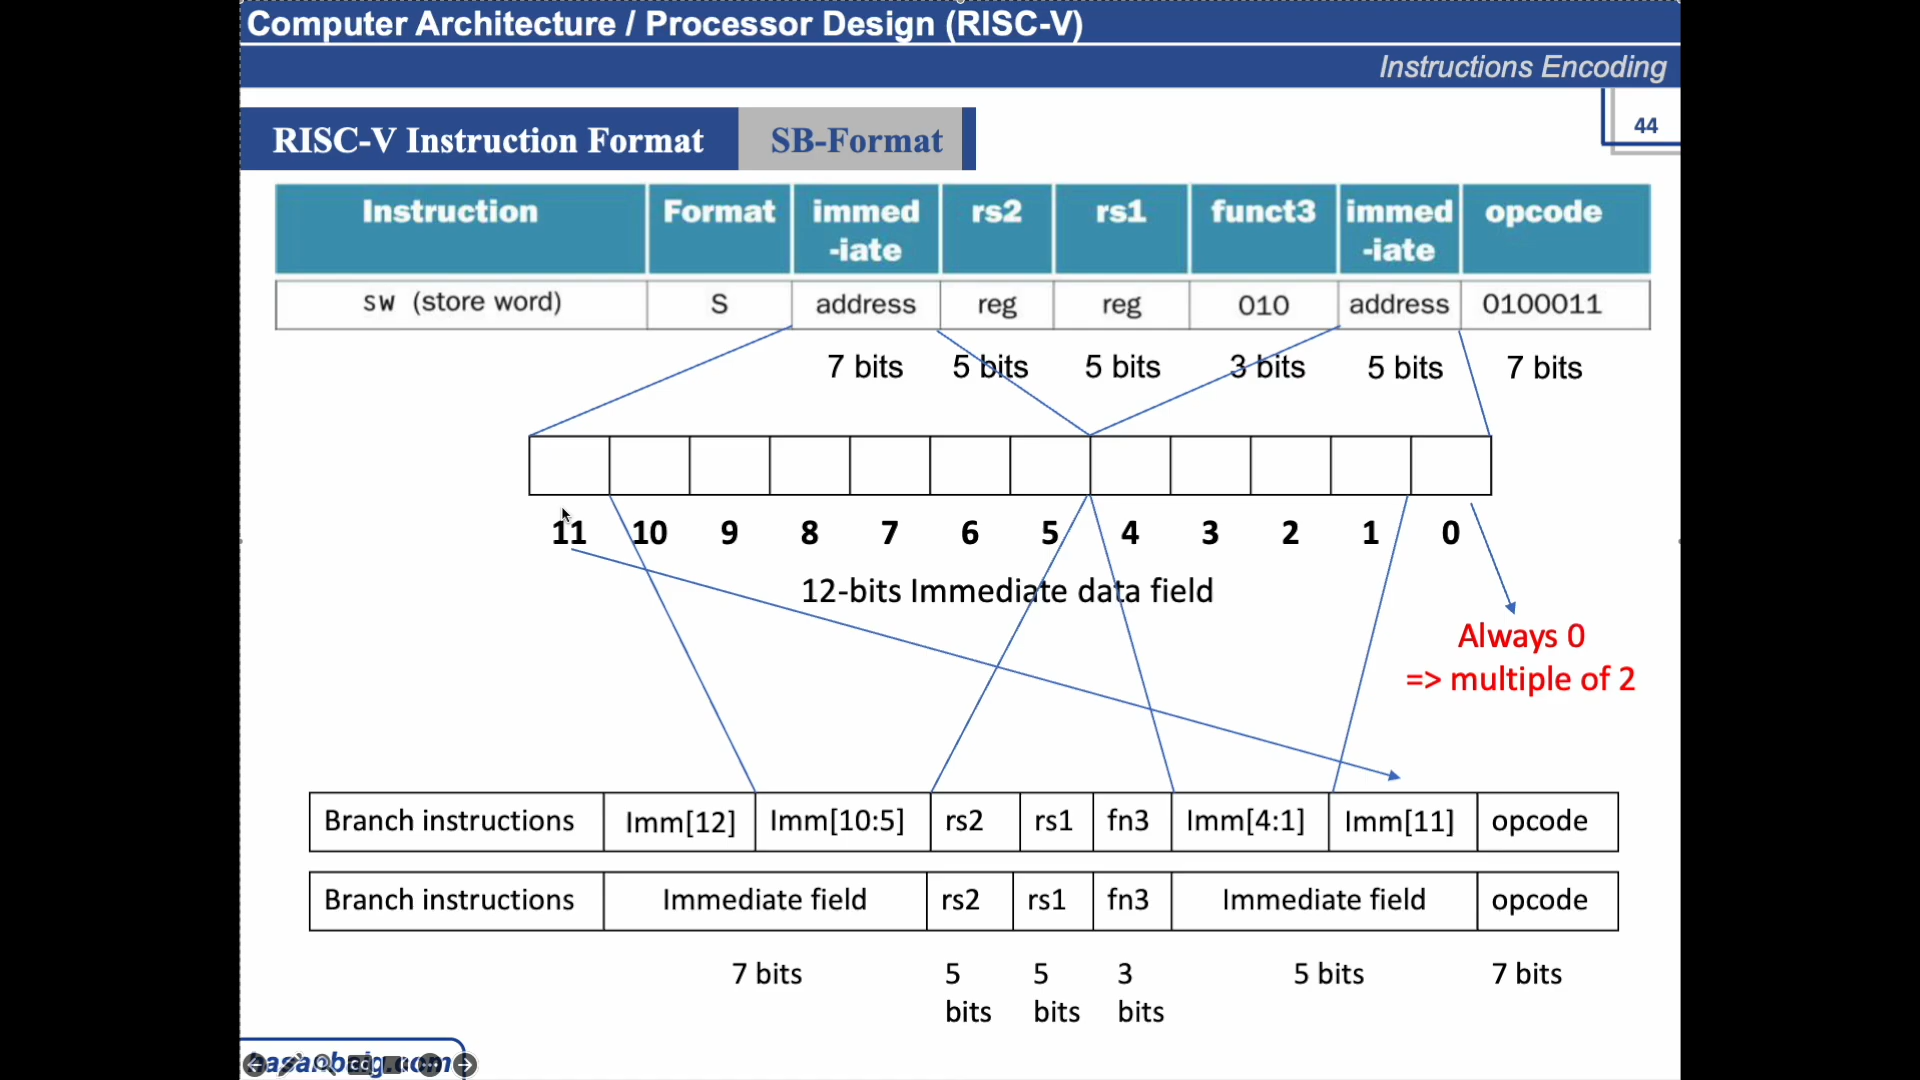 Computer Architecture / Processor Design (RISC-V)
Instructions Encoding
44
RISC-V Instruction Format SB-Format
Instruction Format immed rs2 rs1 funct3 immed opcode
-iate -iate
sw (store word) S address reg reg 010 address 0100011
7 bits 5 bits 5 bits 3 bits 5 bits 7 bits
11 10 9 8 7 6 5 4 3 2 1 0
12-bits Immediate data field
Always 0
=> multiple of 2
Branch instructions Imm[12] Imm[10:5] rs2 rs1 fn3 Imm[4:1] Imm[11] opcode
Branch instructions Immediate field rs2 rs1 fn3 Immediate field opcode
7 bits 5 5 3 5 bits 7 bits
bits bits bits
hasanbaig.com